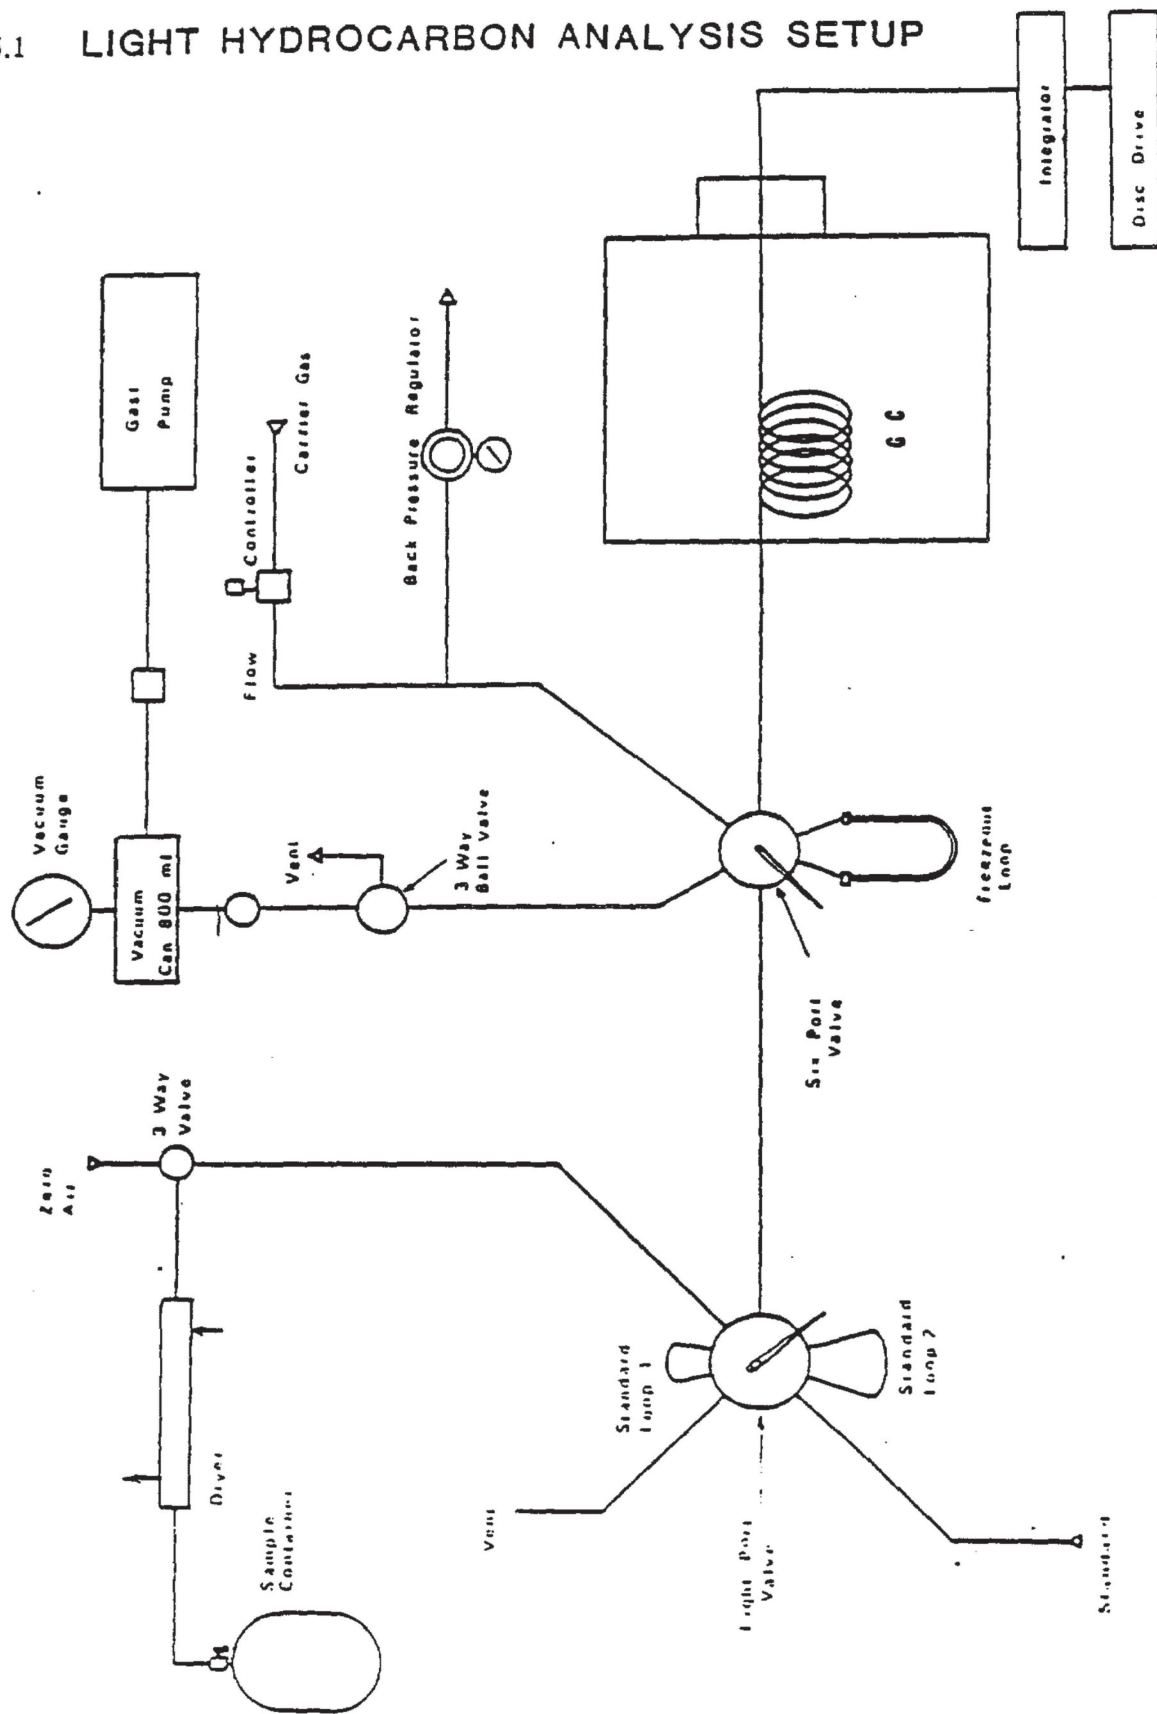 5.1 LIGHT HYDROCARBON ANALYSIS SETUP
Integrator
Disc Drive
Gast
Pump
Vacuum
Gauge
Vacuum
Can 800 ml
Flow Controller
Carrier Gas
Back Pressure Regulator
G C
Vent
3 Way
Ball Valve
Six Port
Valve
Freezeout
Loop
Zero
Air
3 Way
Valve
Dryer
Sample
Container
Vent
Standard
Loop 1
Standard
Loop 2
Eight Port
Valve
Standard